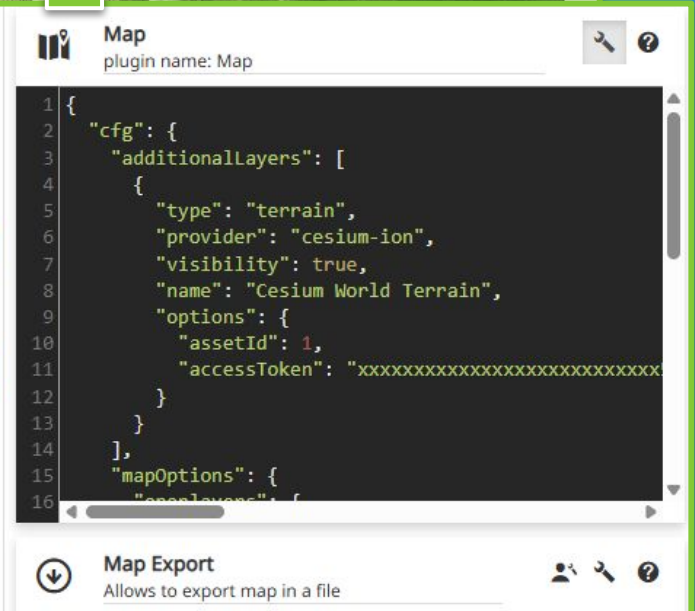 Map
plugin name: Map
1 {
2 "cfg": {
3 "additionalLayers": [
4 {
5 "type": "terrain",
6 "provider": "cesium-ion",
7 "visibility": true,
8 "name": "Cesium World Terrain",
9 "options": {
10 "assetId": 1,
11 "accessToken": "xxxxxxxxxxxxxxxxxxxxxxxxxxx
12 }
13 }
14 ],
15 "mapOptions": {
16 "openlayers": {
Map Export
Allows to export map in a file